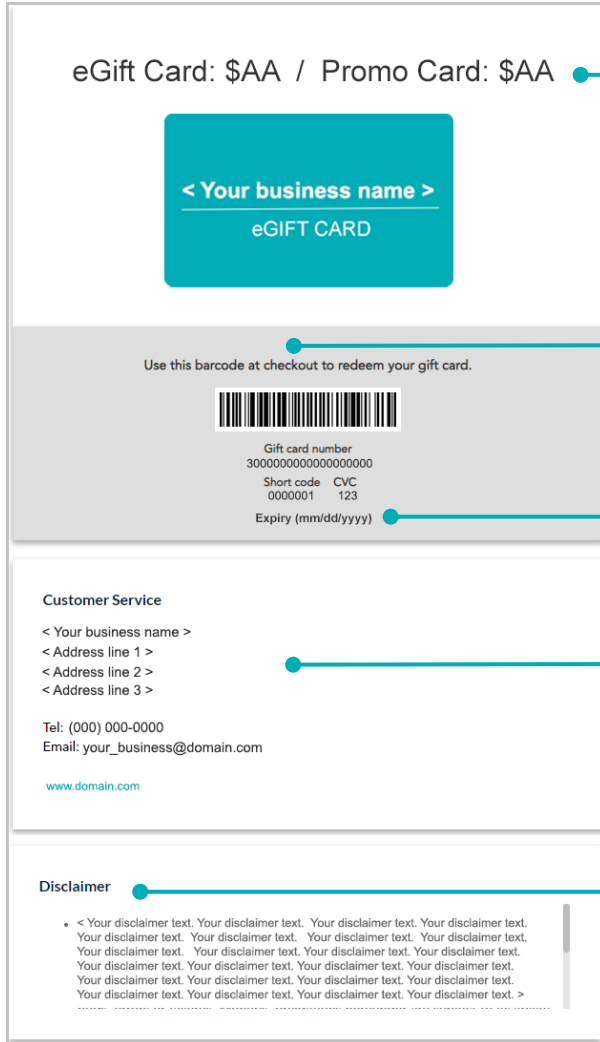 eGift Card: $AA / Promo Card: $AA
< Your business name >
eGIFT CARD
Use this barcode at checkout to redeem your gift card.
Gift card number
3000000000000000000
Short code CVC
0000001 123
Expiry (mm/dd/yyyy)
Customer Service
< Your business name >
< Address line 1 >
< Address line 2 >
< Address line 3 >
Tel: (000) 000-0000
Email: your_business@domain.com
www.domain.com
Disclaimer
• < Your disclaimer text. Your disclaimer text. Your disclaimer text. Your disclaimer text.
Your disclaimer text. Your disclaimer text. Your disclaimer text. Your disclaimer text.
Your disclaimer text. Your disclaimer text. Your disclaimer text. Your disclaimer text.
Your disclaimer text. Your disclaimer text. Your disclaimer text. Your disclaimer text.
Your disclaimer text. Your disclaimer text. Your disclaimer text. Your disclaimer text.
Your disclaimer text. Your disclaimer text. Your disclaimer text. Your disclaimer text. >